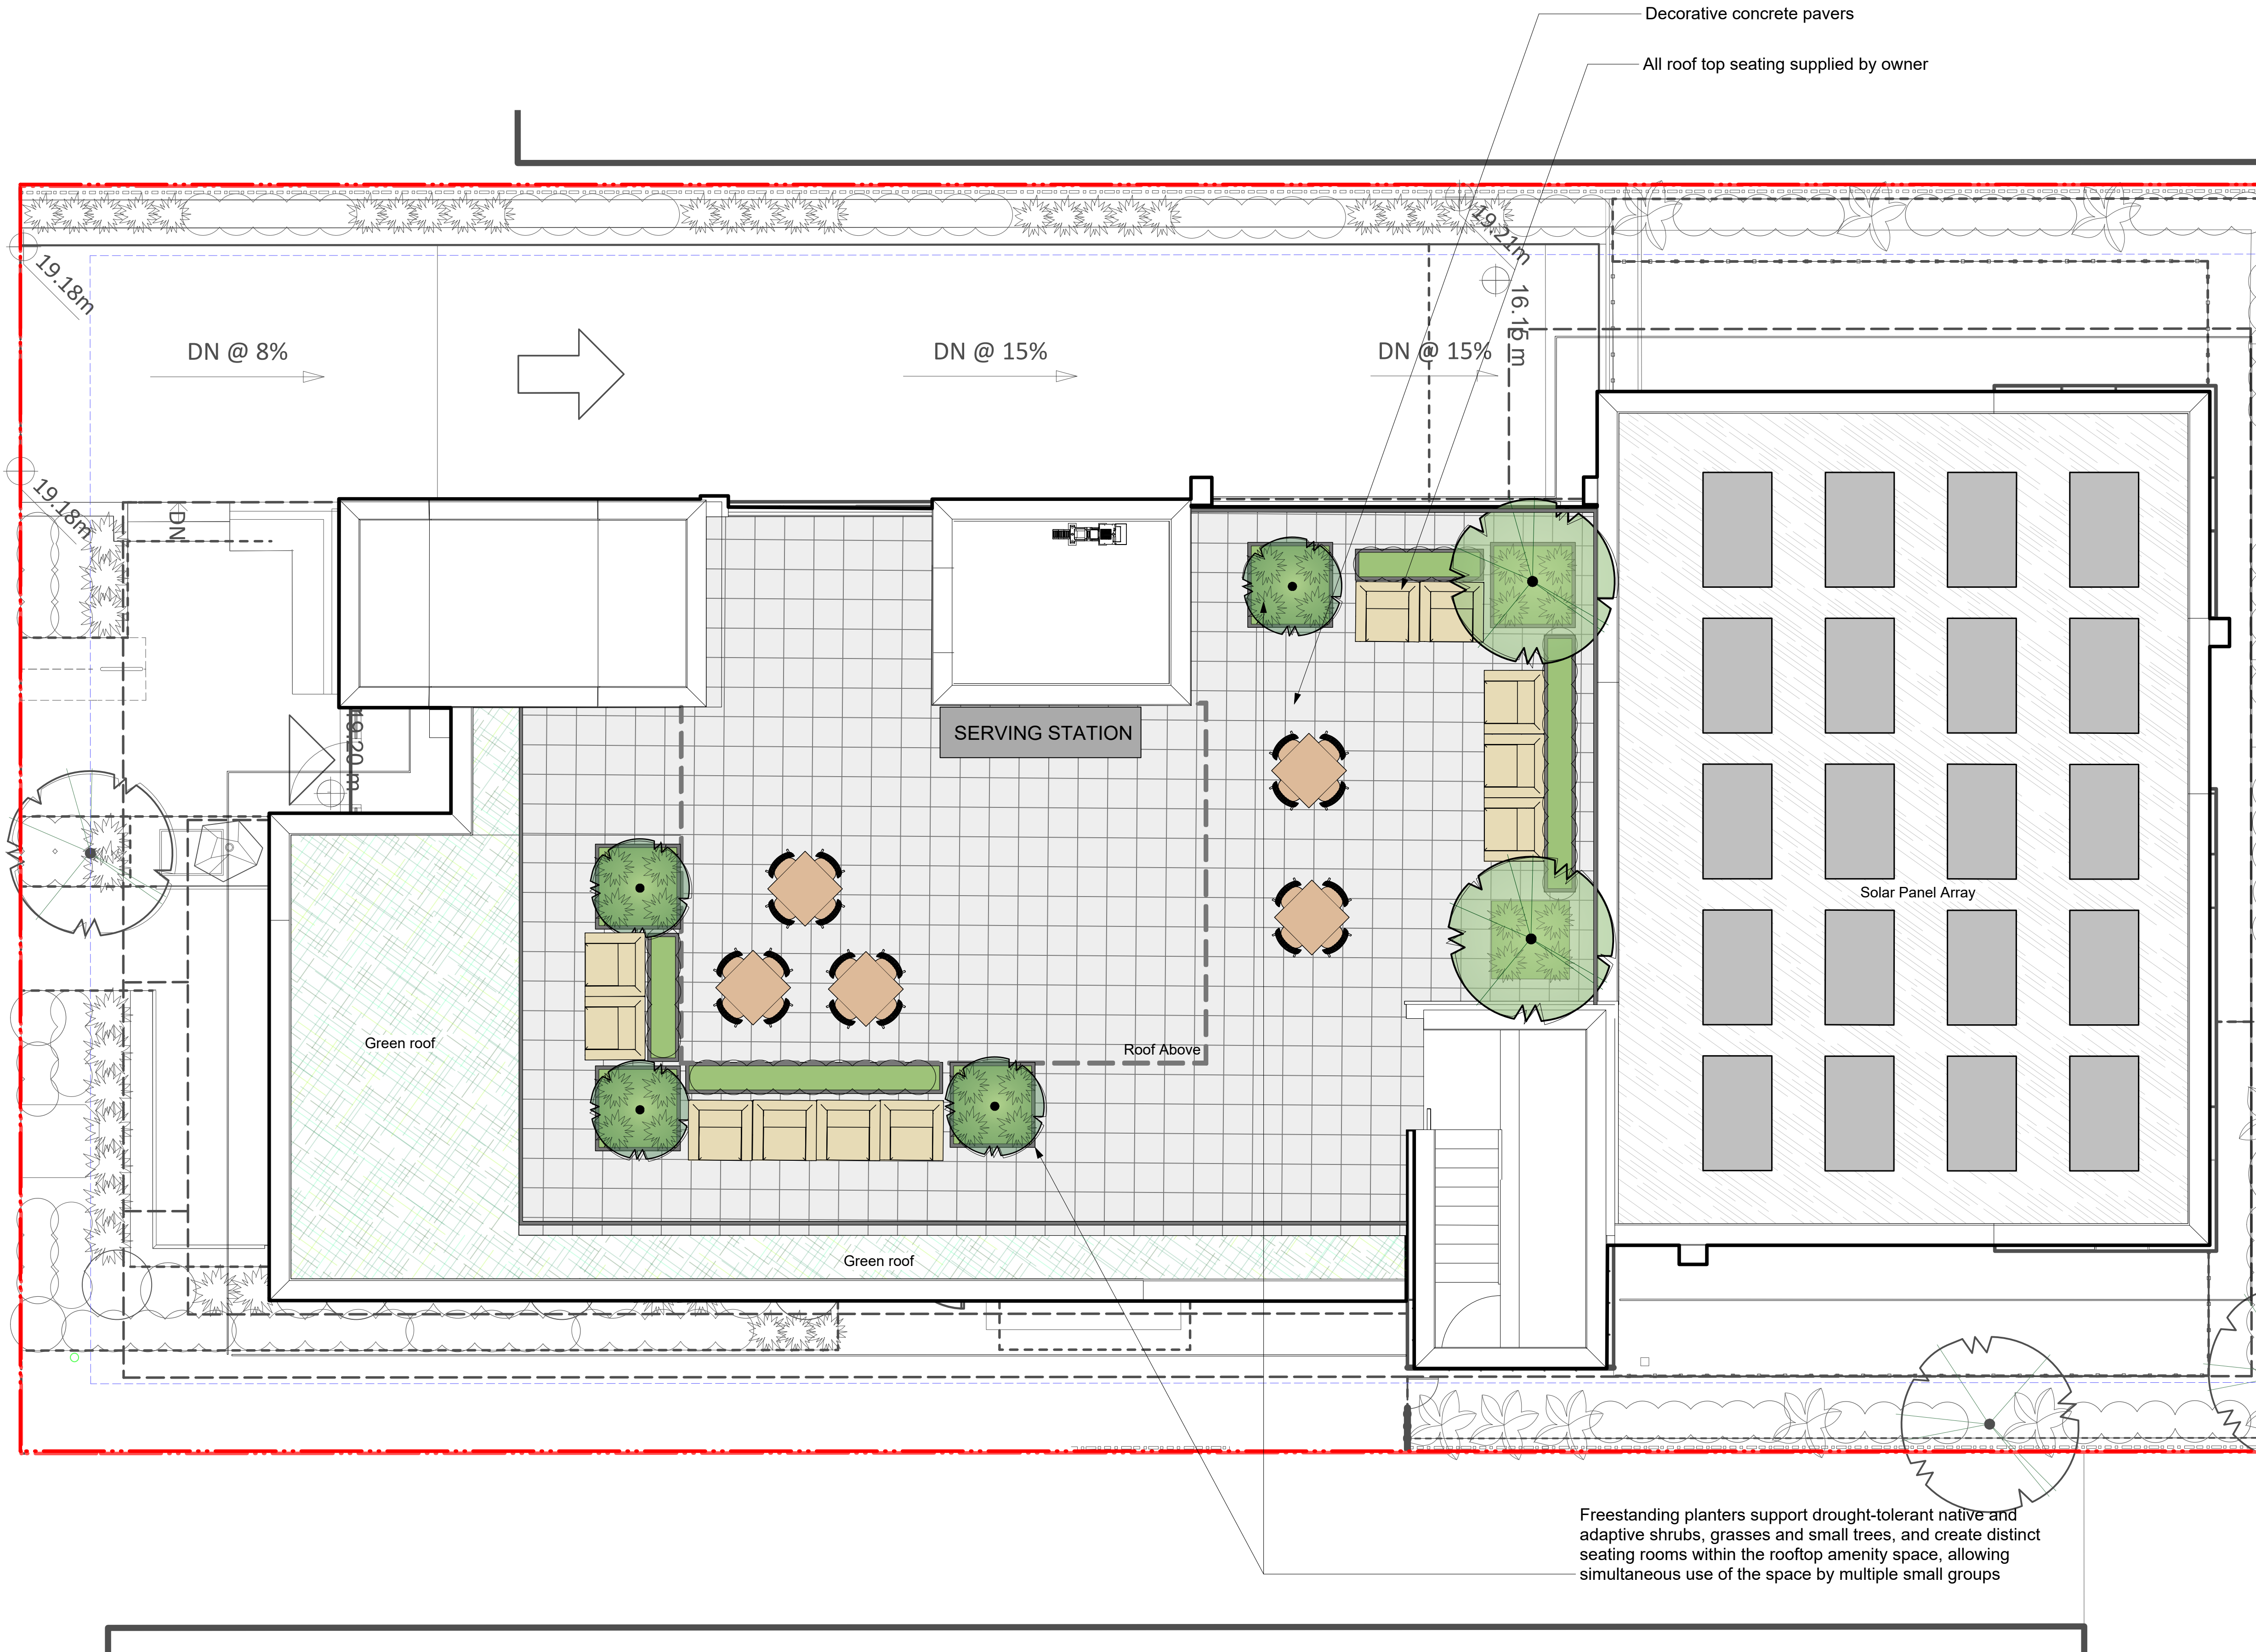 Decorative concrete pavers
All roof top seating supplied by owner
19.21m
19.18m
16.15 m
DN @ 8%
DN @ 15%
DN @ 15%
19.18m
DN
19.20 m
SERVING STATION
Solar Panel Array
Green roof
Roof Above
Green roof
Freestanding planters support drought-tolerant native and
adaptive shrubs, grasses and small trees, and create distinct
seating rooms within the rooftop amenity space, allowing
simultaneous use of the space by multiple small groups